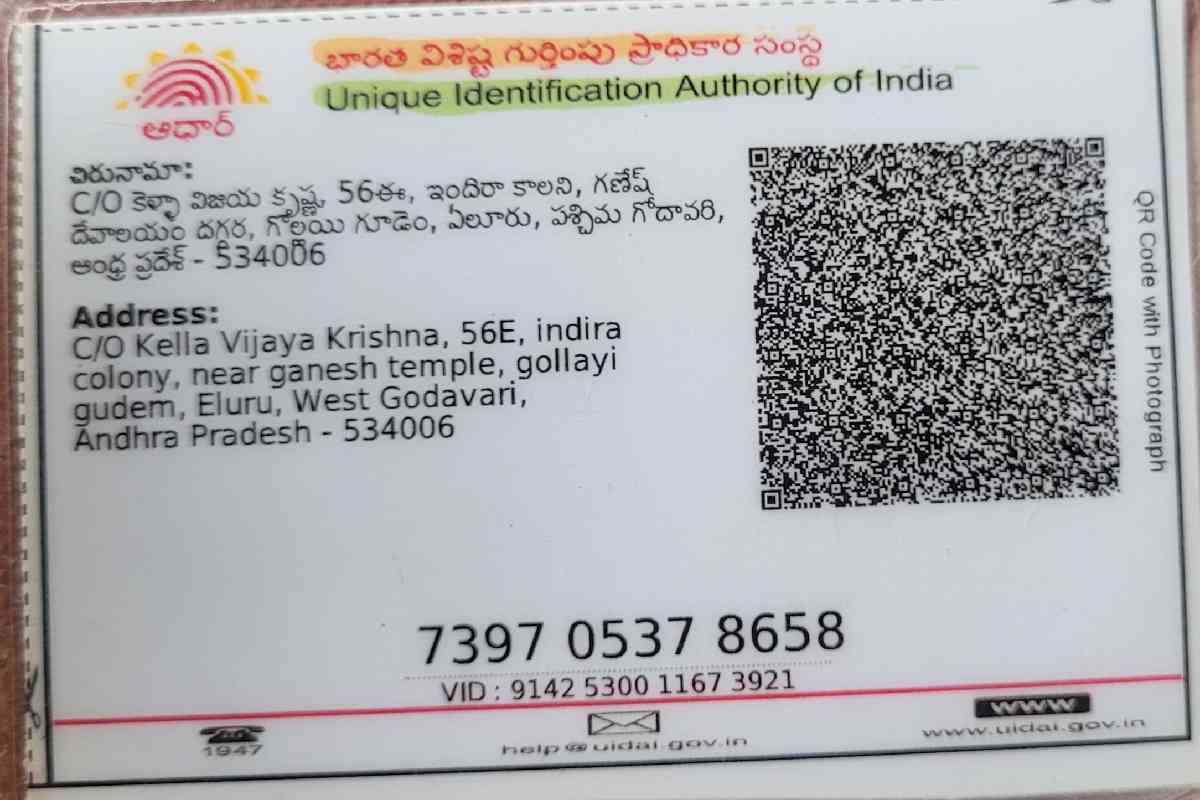 భారత విశిష్ట గుర్తింపు ప్రాధికార సంస్థ
Unique Identification Authority of India
ఆధార్
చిరునామా:
C/O కెళ్ళా విజయ కృష్ణ, 56ఈ, ఇందిరా కాలని, గణేష్
దేవాలయం దగ్గర, గోల్లయి గూడెం, ఏలూరు, పశ్చిమ గోదావరి,
ఆంధ్ర ప్రదేశ్ - 534006
Address:
C/O Kella Vijaya Krishna, 56E, indira
colony, near ganesh temple, gollayi
gudem, Eluru, West Godavari,
Andhra Pradesh - 534006
QR Code with Photograph
7397 0537 8658
VID : 9142 5300 1167 3921
1947
help@uidai.gov.in
www
www.uidai.gov.in